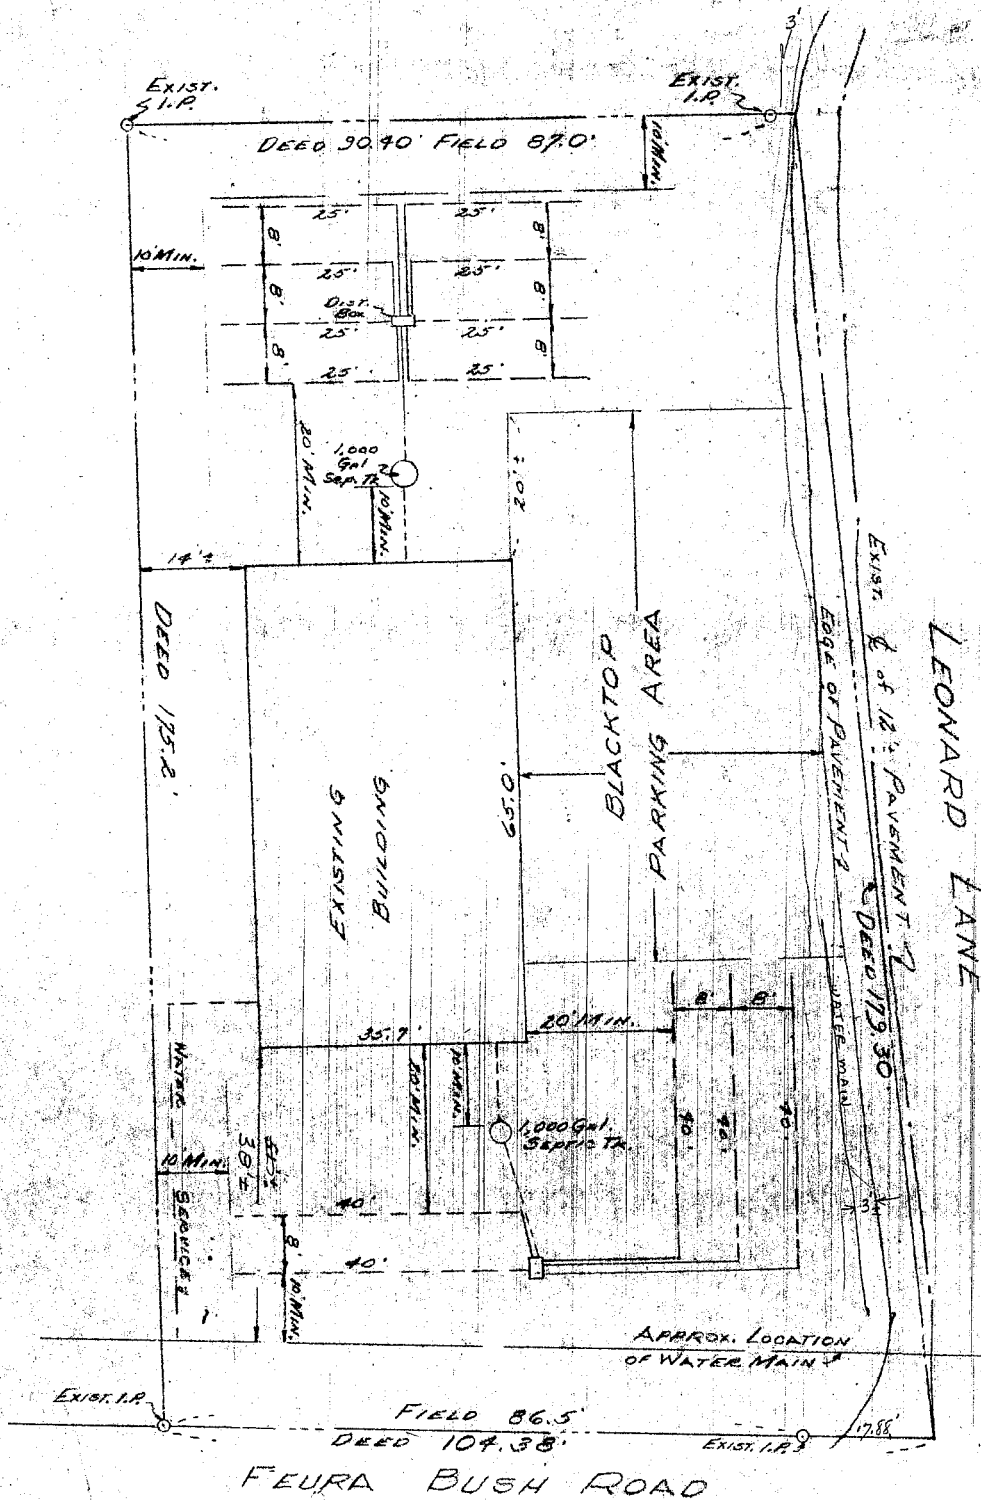 3'
EXIST.
I.P.
EXIST.
I.P.
DEED 90.40' FIELD 87.0'
10' MIN.
25' 25'
8' 8'
10' MIN.
25' 25'
8' 8'
DIST.
BOX
25' 25'
8' 8'
25' 25'
20' MIN.
1,000
Gal
Sep. Tk
10' MIN.
20'±
14'±
DEED 175.2'
EXISTING
BUILDING
65.0'
BLACKTOP
PARKING AREA
EDGE OF PAVEMENT
EXIST. ℄ of 12'± PAVEMENT
DEED 179.30'
LEONARD LANE
WATER MAIN
35.7'
20' MIN.
8' 8'
20' MIN.
10' MIN.
1,000 Gal.
SEPTIC TK.
40'
40'
40'
WATER SERVICE
10 MIN.
38'±
3'
40'
8'
40'
10' MIN.
APPROX. LOCATION
OF WATER MAIN
EXIST. I.P.
FIELD 86.5'
DEED 104.38'
EXIST. I.P.
17.88'
FEURA BUSH ROAD